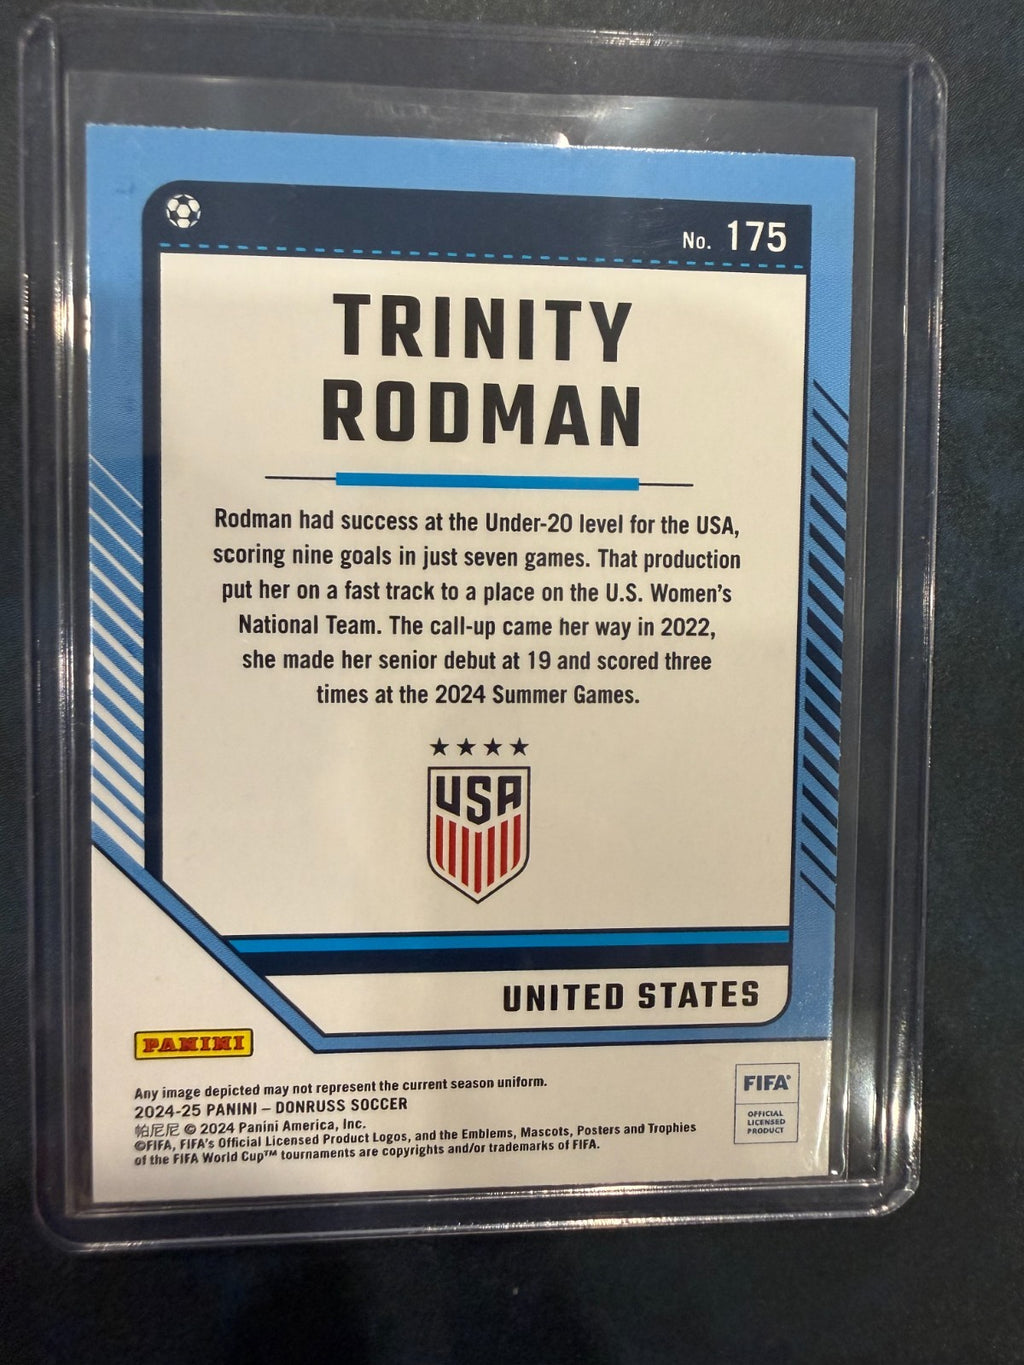 No. 175
TRINITY
RODMAN
Rodman had success at the Under-20 level for the USA,
scoring nine goals in just seven games. That production
put her on a fast track to a place on the U.S. Women's
National Team. The call-up came her way in 2022,
she made her senior debut at 19 and scored three
times at the 2024 Summer Games.
USA
UNITED STATES
PANINI
Any image depicted may not represent the current season uniform.
2024-25 PANINI – DONRUSS SOCCER
帕尼尼 © 2024 Panini America, Inc.
©FIFA, FIFA's Official Licensed Product Logos, and the Emblems, Mascots, Posters and Trophies
of the FIFA World Cup™ tournaments are copyrights and/or trademarks of FIFA.
FIFA®
OFFICIAL
LICENSED
PRODUCT